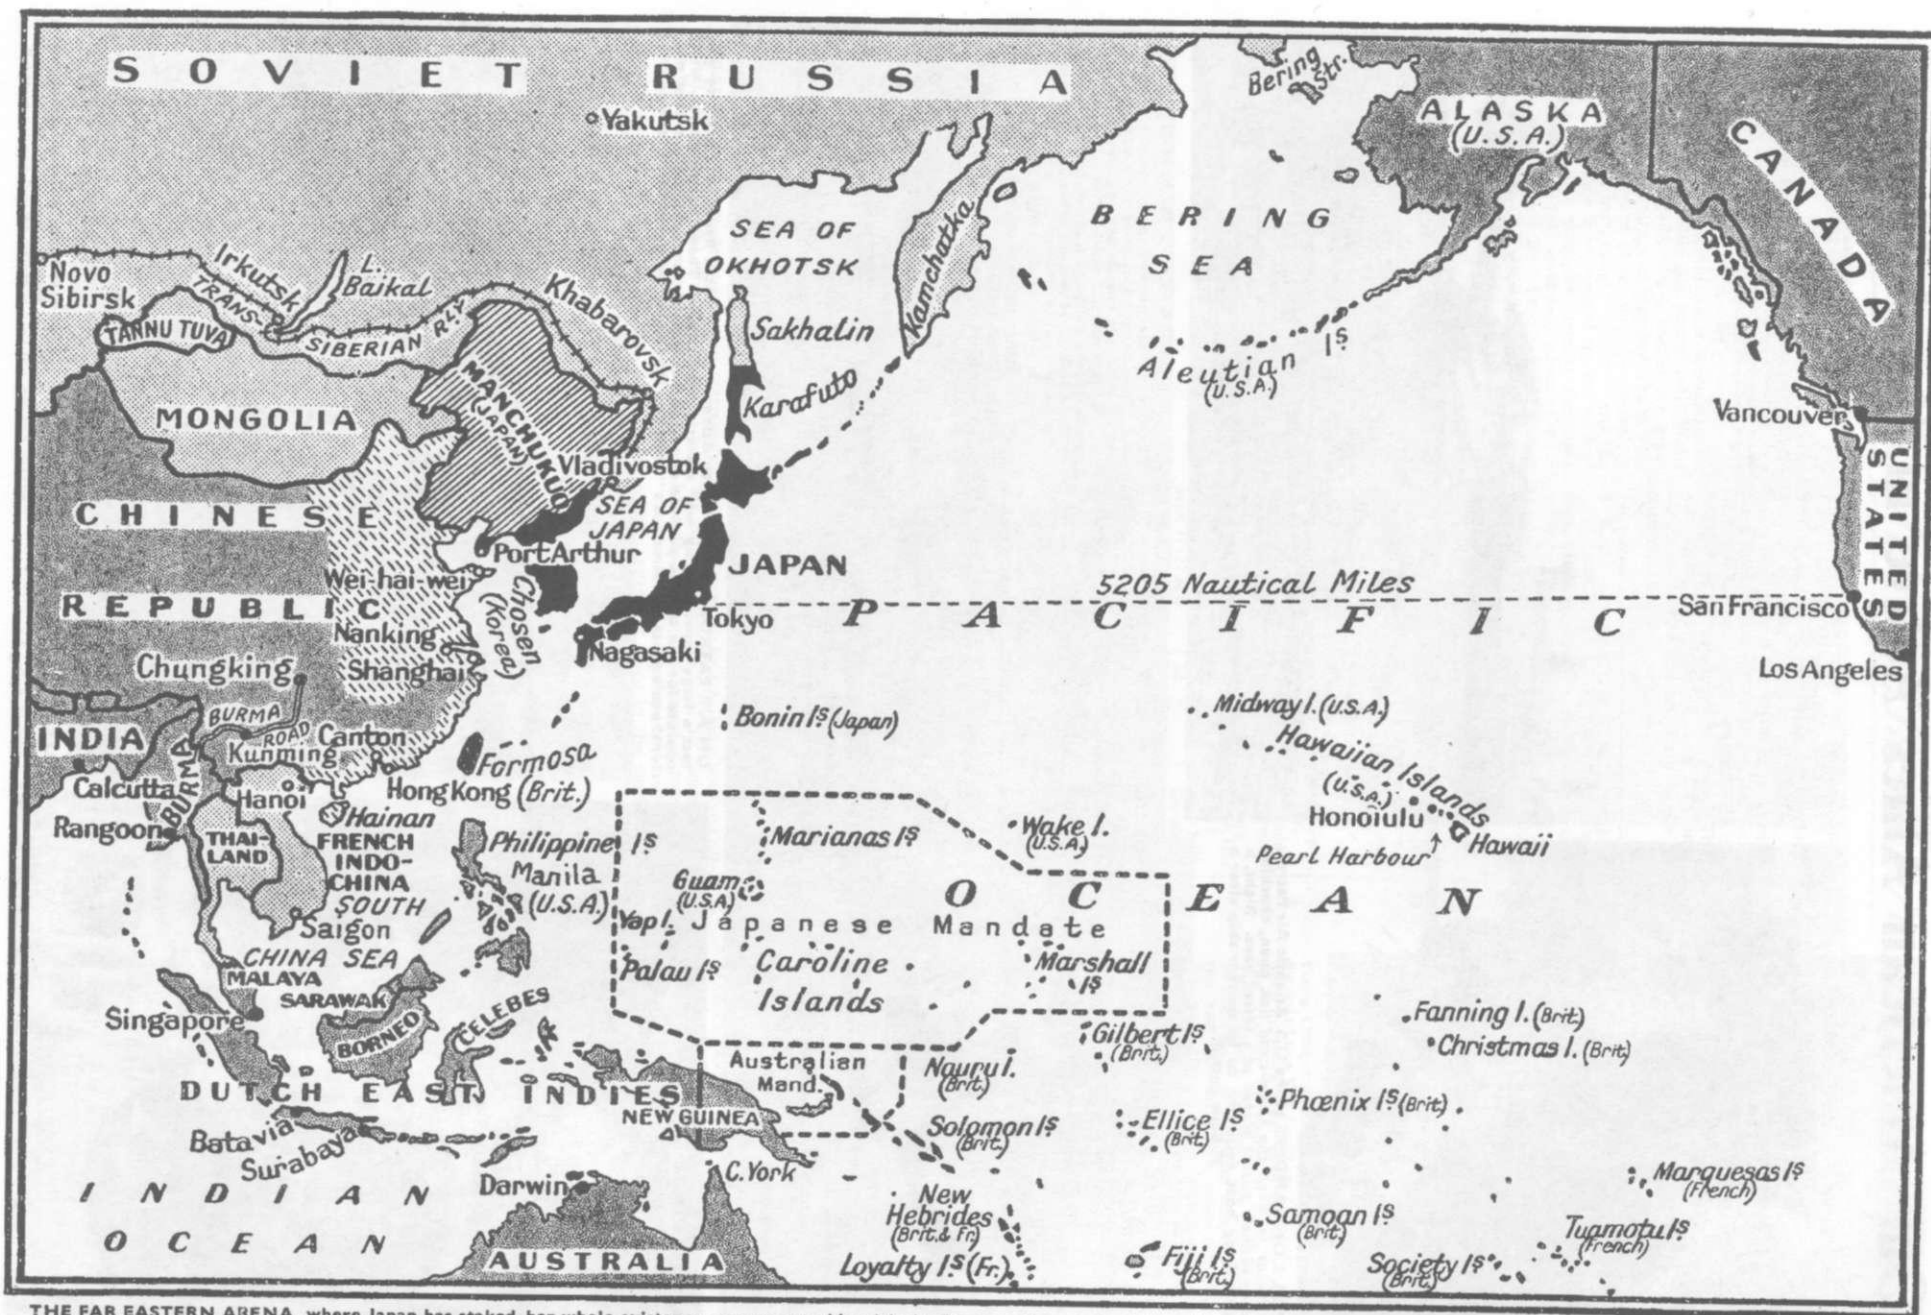 SOVIET RUSSIA
Yakutsk
Bering
Str.
ALASKA
(U.S.A.)
CANADA
SEA OF
OKHOTSK
Kamchatka
BERING
SEA
Novo
Sibirsk
Irkutsk
L.
Baikal
TRANS-
SIBERIAN RLY
Khabarovsk
TANNU TUVA
Sakhalin
Karafuto
Aleutian Is
(U.S.A.)
MONGOLIA
MANCHUKUO
(JAPAN)
Vancouver
UNITED
STATES
Vladivostok
CHINESE
REPUBLIC
SEA OF
JAPAN
Port Arthur
JAPAN
Wei-hai-wei
Chosen
(Korea)
5205 Nautical Miles
PACIFIC
San Francisco
Tokyo
Nanking
Nagasaki
Shanghai
Los Angeles
Chungking
BURMA
ROAD
Kunming
Canton
INDIA
Calcutta
BURMA
Bonin Is (Japan)
Midway I. (U.S.A.)
Hawaiian Islands
(U.S.A.)
Formosa
Hong Kong (Brit.)
Hanoi
Hainan
Rangoon
THAI-
LAND
FRENCH
INDO-
CHINA
Philippine Is
Manila
(U.S.A.)
Marianas Is
Wake I.
(U.S.A.)
Honolulu
Pearl Harbour
Hawaii
Guam
(U.S.A)
OCEAN
SOUTH
CHINA SEA
Saigon
Yap I.
Japanese Mandate
Palau Is
Caroline
Islands
Marshall
Is
MALAYA
SARAWAK
Singapore
BORNEO
CELEBES
Fanning I. (Brit.)
Christmas I. (Brit)
Gilbert Is
(Brit.)
Australian
Mand.
Nauru I.
(Brit.)
DUTCH EAST INDIES
NEW GUINEA
Phœnix Is (Brit)
Solomon Is
(Brit.)
Ellice Is
(Brit.)
Batavia
Surabaya
C. York
Darwin
INDIAN
OCEAN
Marquesas Is
(French)
New
Hebrides
(Brit. & Fr.)
Samoan Is
(Brit.)
Tuamotu Is
(French)
AUSTRALIA
Loyalty Is (Fr.)
Fiji Is
(Brit.)
Society Is
(Brit.)
THE FAR EASTERN ARENA, where Japan has staked her whole